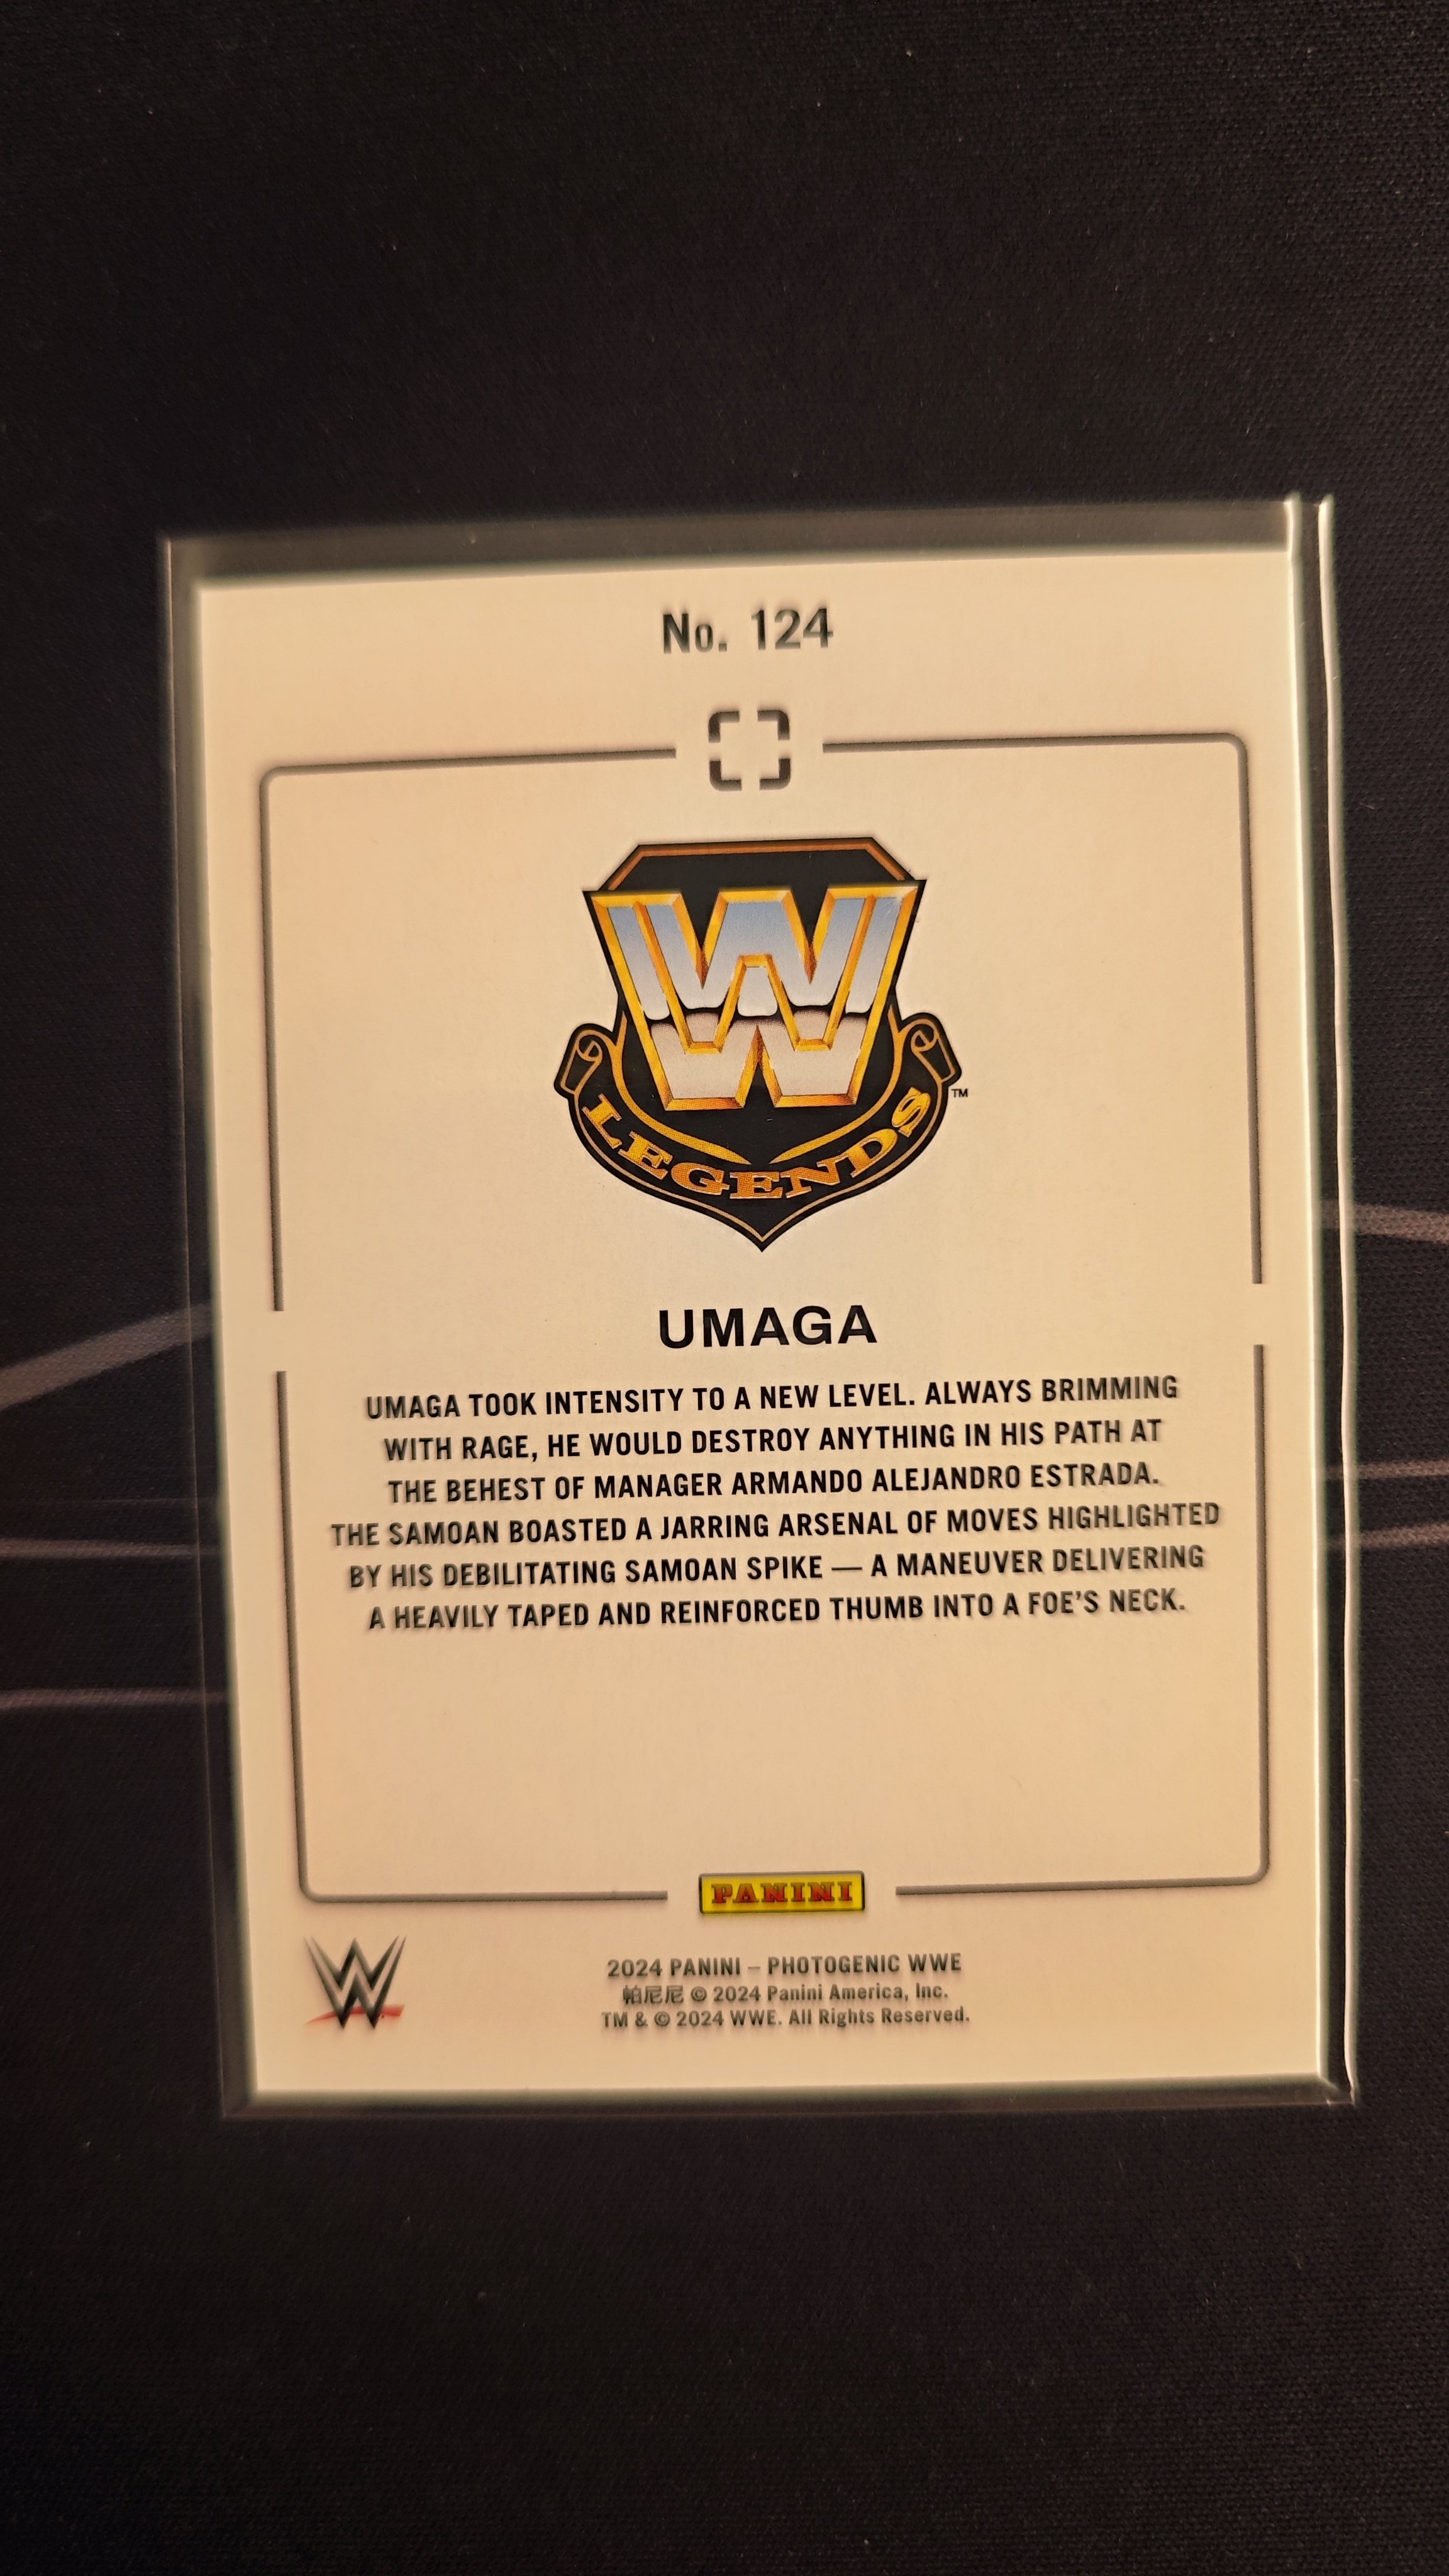 No. 124
W
LEGENDS
TM
UMAGA
UMAGA TOOK INTENSITY TO A NEW LEVEL. ALWAYS BRIMMING
WITH RAGE, HE WOULD DESTROY ANYTHING IN HIS PATH AT
THE BEHEST OF MANAGER ARMANDO ALEJANDRO ESTRADA.
THE SAMOAN BOASTED A JARRING ARSENAL OF MOVES HIGHLIGHTED
BY HIS DEBILITATING SAMOAN SPIKE — A MANEUVER DELIVERING
A HEAVILY TAPED AND REINFORCED THUMB INTO A FOE'S NECK.
PANINI
W
2024 PANINI – PHOTOGENIC WWE
帕尼尼 © 2024 Panini America, Inc.
TM & © 2024 WWE. All Rights Reserved.